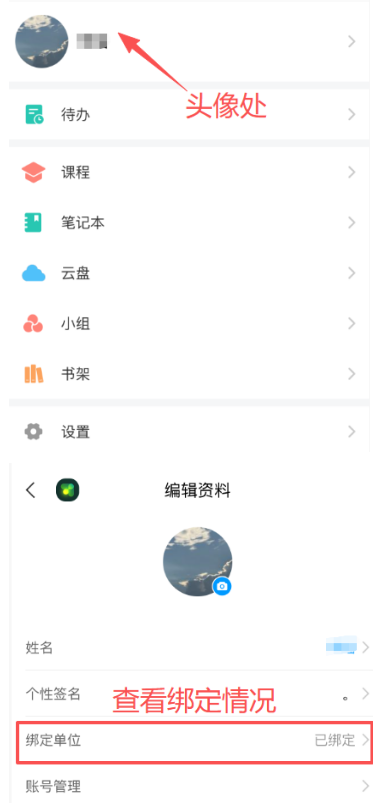 头像处
待办
课程
笔记本
云盘
小组
书架
设置
编辑资料
姓名
个性签名 。
查看绑定情况
绑定单位 已绑定
账号管理